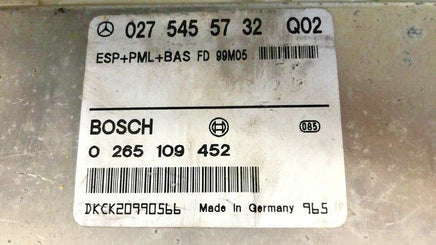 027 545 57 32 Q02
ESP+PML+BAS FD 99M05
BOSCH
085
0 265 109 452
DKCK20990566 Made in Germany 965